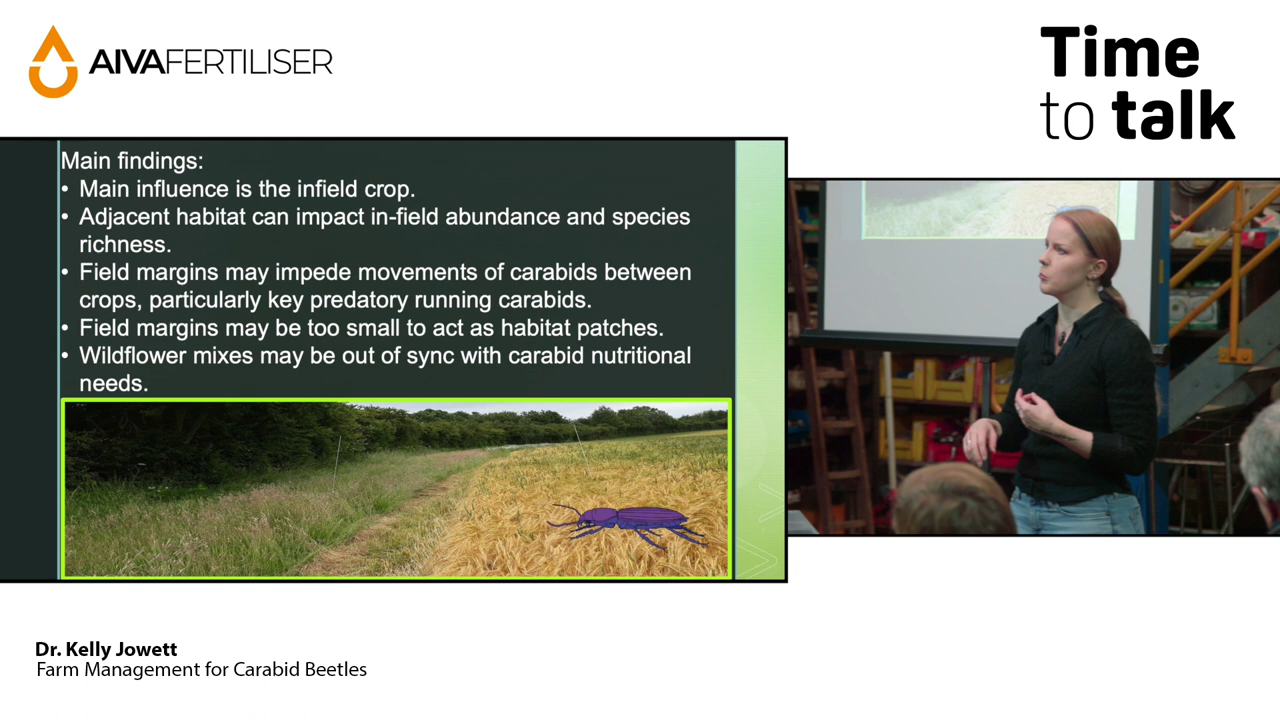 AIVAFERTILISER
Time
to talk
Main findings:
• Main influence is the infield crop.
• Adjacent habitat can impact in-field abundance and species
richness.
• Field margins may impede movements of carabids between
crops, particularly key predatory running carabids.
• Field margins may be too small to act as habitat patches.
• Wildflower mixes may be out of sync with carabid nutritional
needs.
Dr. Kelly Jowett
Farm Management for Carabid Beetles